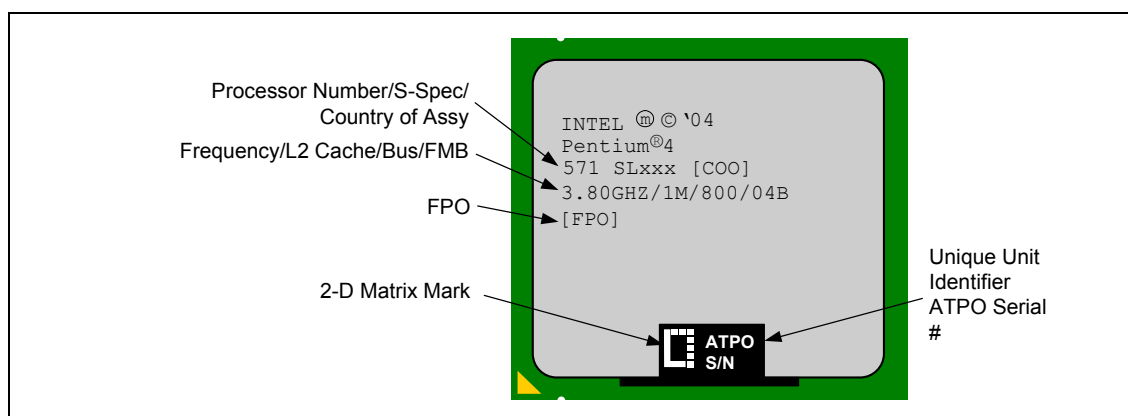 Processor Number/S-Spec/
Country of Assy
Frequency/L2 Cache/Bus/FMB
FPO
2-D Matrix Mark
INTEL ⓜ © '04
Pentium®4
571 SLxxx [COO]
3.80GHZ/1M/800/04B
[FPO]
ATPO
S/N
Unique Unit
Identifier
ATPO Serial
#